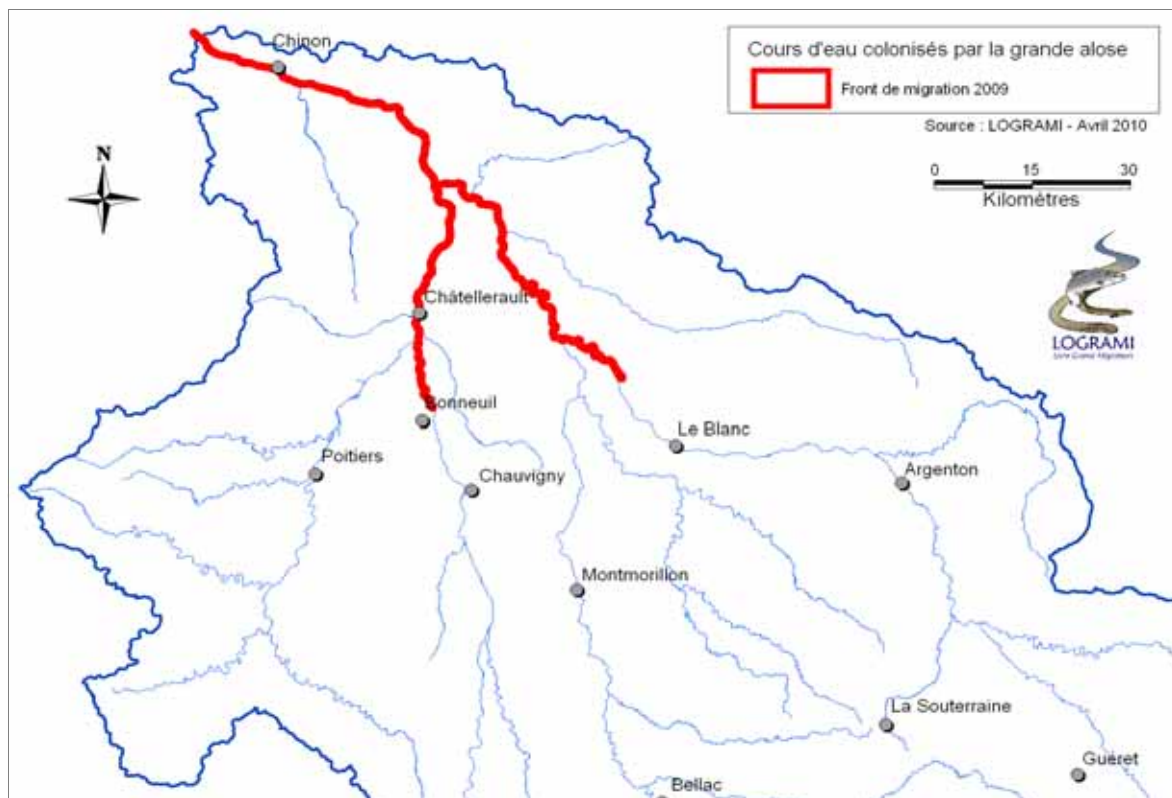 Chinon
Cours d'eau colonisés par la grande alose
Front de migration 2009
Source : LOGRAMI - Avril 2010
N
0 15 30
Kilomètres
LOGRAMI
Châtellerault
Bonneuil
Le Blanc
Poitiers
Chauvigny
Argenton
Montmorillon
La Souterraine
Guéret
Bellac